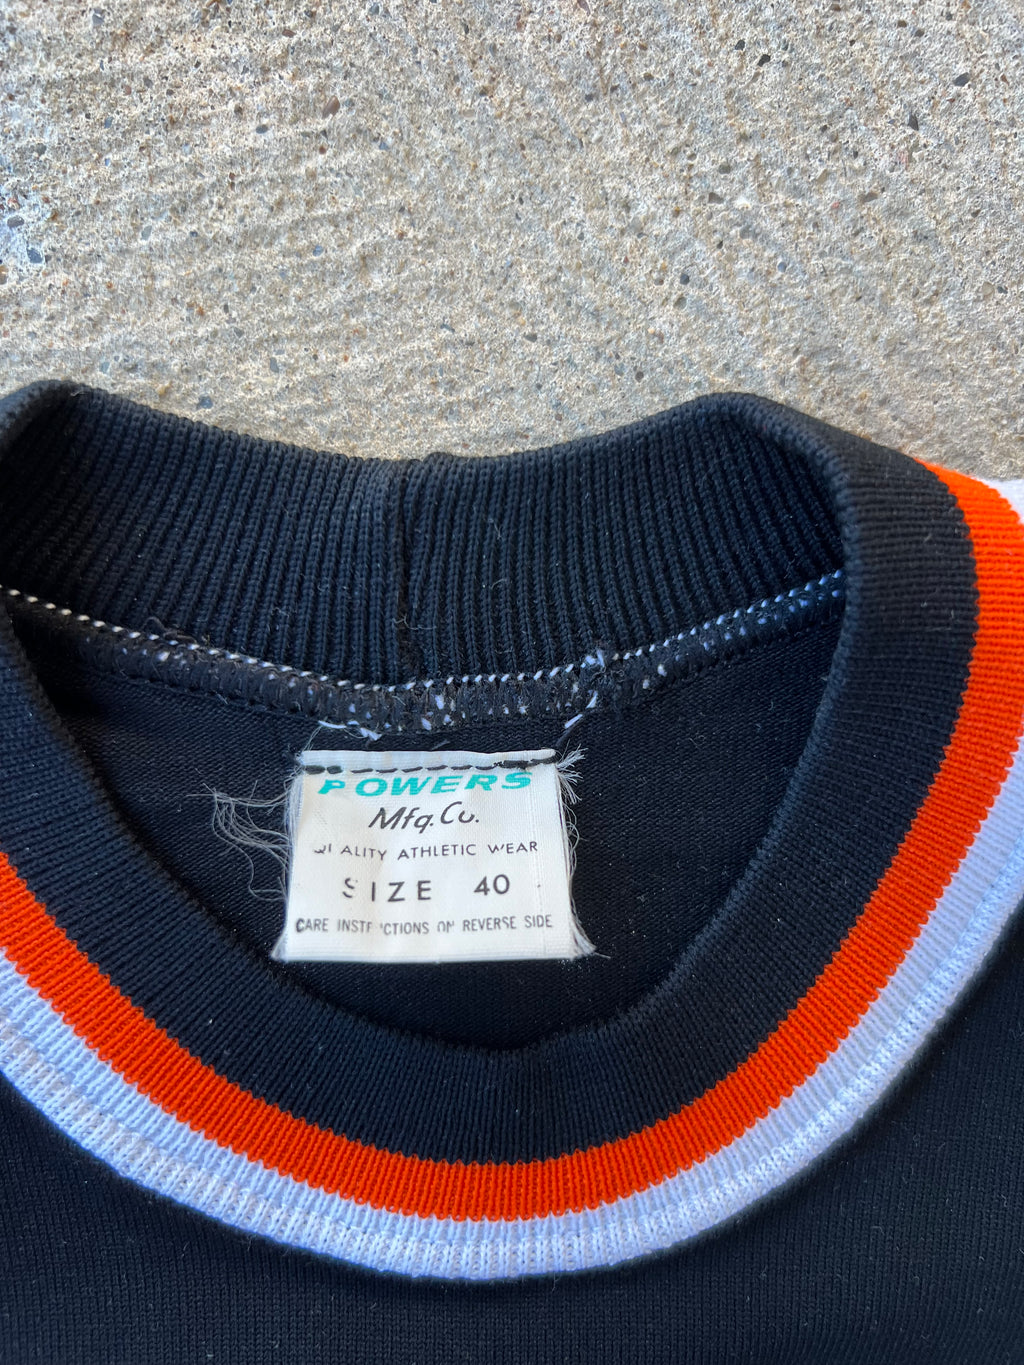 POWERS
Mfg. Co.
QUALITY ATHLETIC WEAR
SIZE 40
CARE INSTRUCTIONS ON REVERSE SIDE